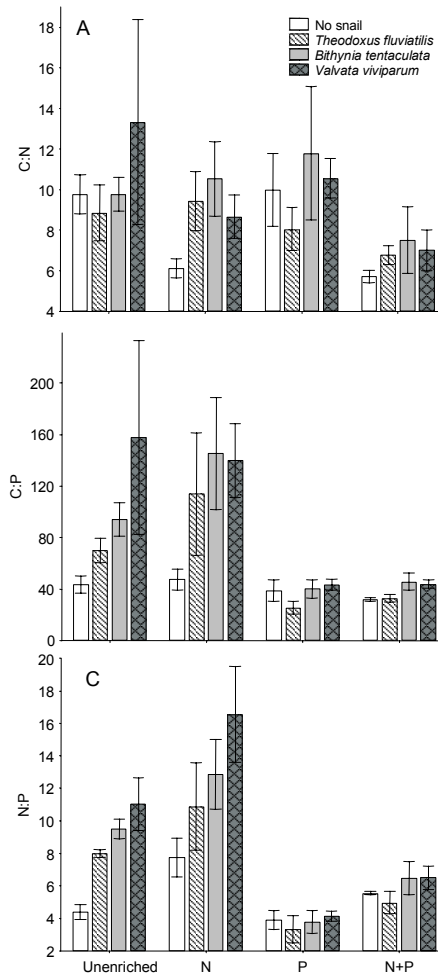 A
No snail
Theodoxus fluviatilis
Bithynia tentaculata
Valvata viviparum
18
16
14
12
10
8
6
4
C:N
200
160
120
80
40
0
C:P
C
20
18
16
14
12
10
8
6
4
2
N:P
Unenriched N P N+P